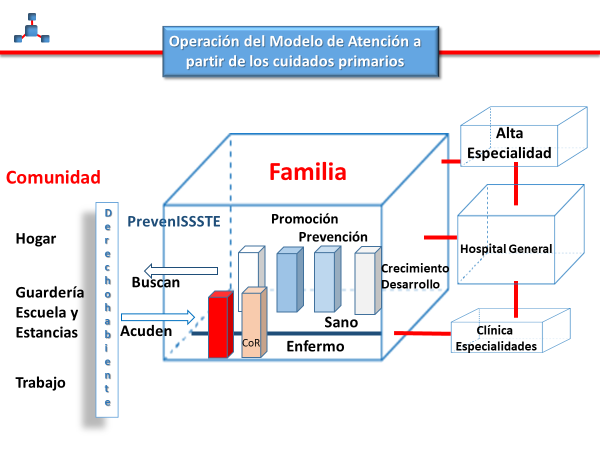 Operación del Modelo de Atención a
partir de los cuidados primarios
Comunidad
Hogar
Guardería
Escuela y
Estancias
Trabajo
Derechohabiente
PrevenISSSTE
Buscan
Acuden
Familia
Promoción
Prevención
Crecimiento
Desarrollo
Sano
CoR
Enfermo
Alta
Especialidad
Hospital General
Clínica
Especialidades